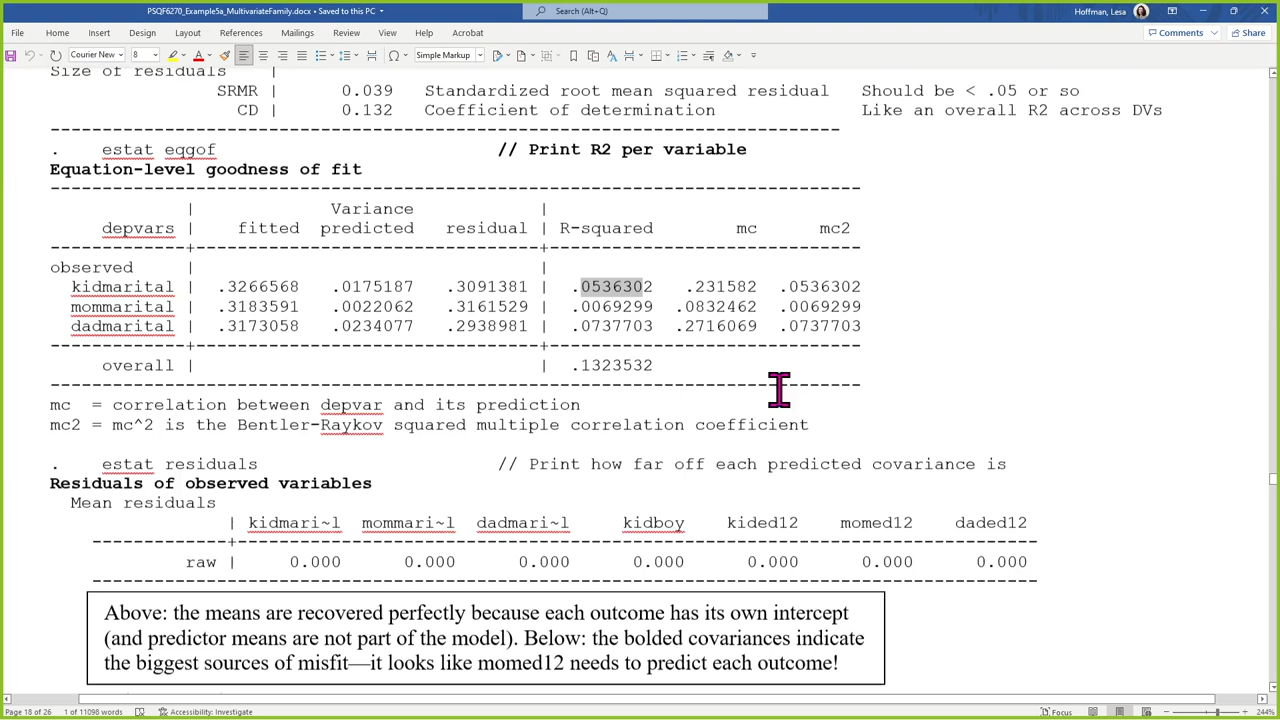 PSQF6270_Example5a_MultivariateFamily.docx • Saved to this PC
Search (Alt+Q)
Hoffman, Lesa
File Home Insert Design Layout References Mailings Review View Help Acrobat
Comments Share
Courier New 8 Simple Markup
Size of residuals |
SRMR | 0.039 Standardized root mean squared residual Should be < .05 or so
CD | 0.132 Coefficient of determination Like an overall R2 across DVs
------------------------------------------------------------------------------
. estat eqgof // Print R2 per variable
Equation-level goodness of fit
------------------------------------------------------------------------------
| Variance |
depvars | fitted predicted residual | R-squared mc mc2
-------------+---------------------------------+------------------------------
observed | |
kidmarital | .3266568 .0175187 .3091381 | .0536302 .231582 .0536302
mommarital | .3183591 .0022062 .3161529 | .0069299 .0832462 .0069299
dadmarital | .3173058 .0234077 .2938981 | .0737703 .2716069 .0737703
-------------+---------------------------------+------------------------------
overall | | .1323532
------------------------------------------------------------------------------
mc = correlation between depvar and its prediction
mc2 = mc^2 is the Bentler-Raykov squared multiple correlation coefficient
. estat residuals // Print how far off each predicted covariance is
Residuals of observed variables
Mean residuals
| kidmari~l mommari~l dadmari~l kidboy kided12 momed12 daded12
-------------+-----------------------------------------------------------------------------
raw | 0.000 0.000 0.000 0.000 0.000 0.000 0.000
-------------------------------------------------------------------------------------------
Above: the means are recovered perfectly because each outcome has its own intercept
(and predictor means are not part of the model). Below: the bolded covariances indicate
the biggest sources of misfit—it looks like momed12 needs to predict each outcome!
Page 18 of 26 1 of 11098 words Accessibility: Investigate Focus 244%